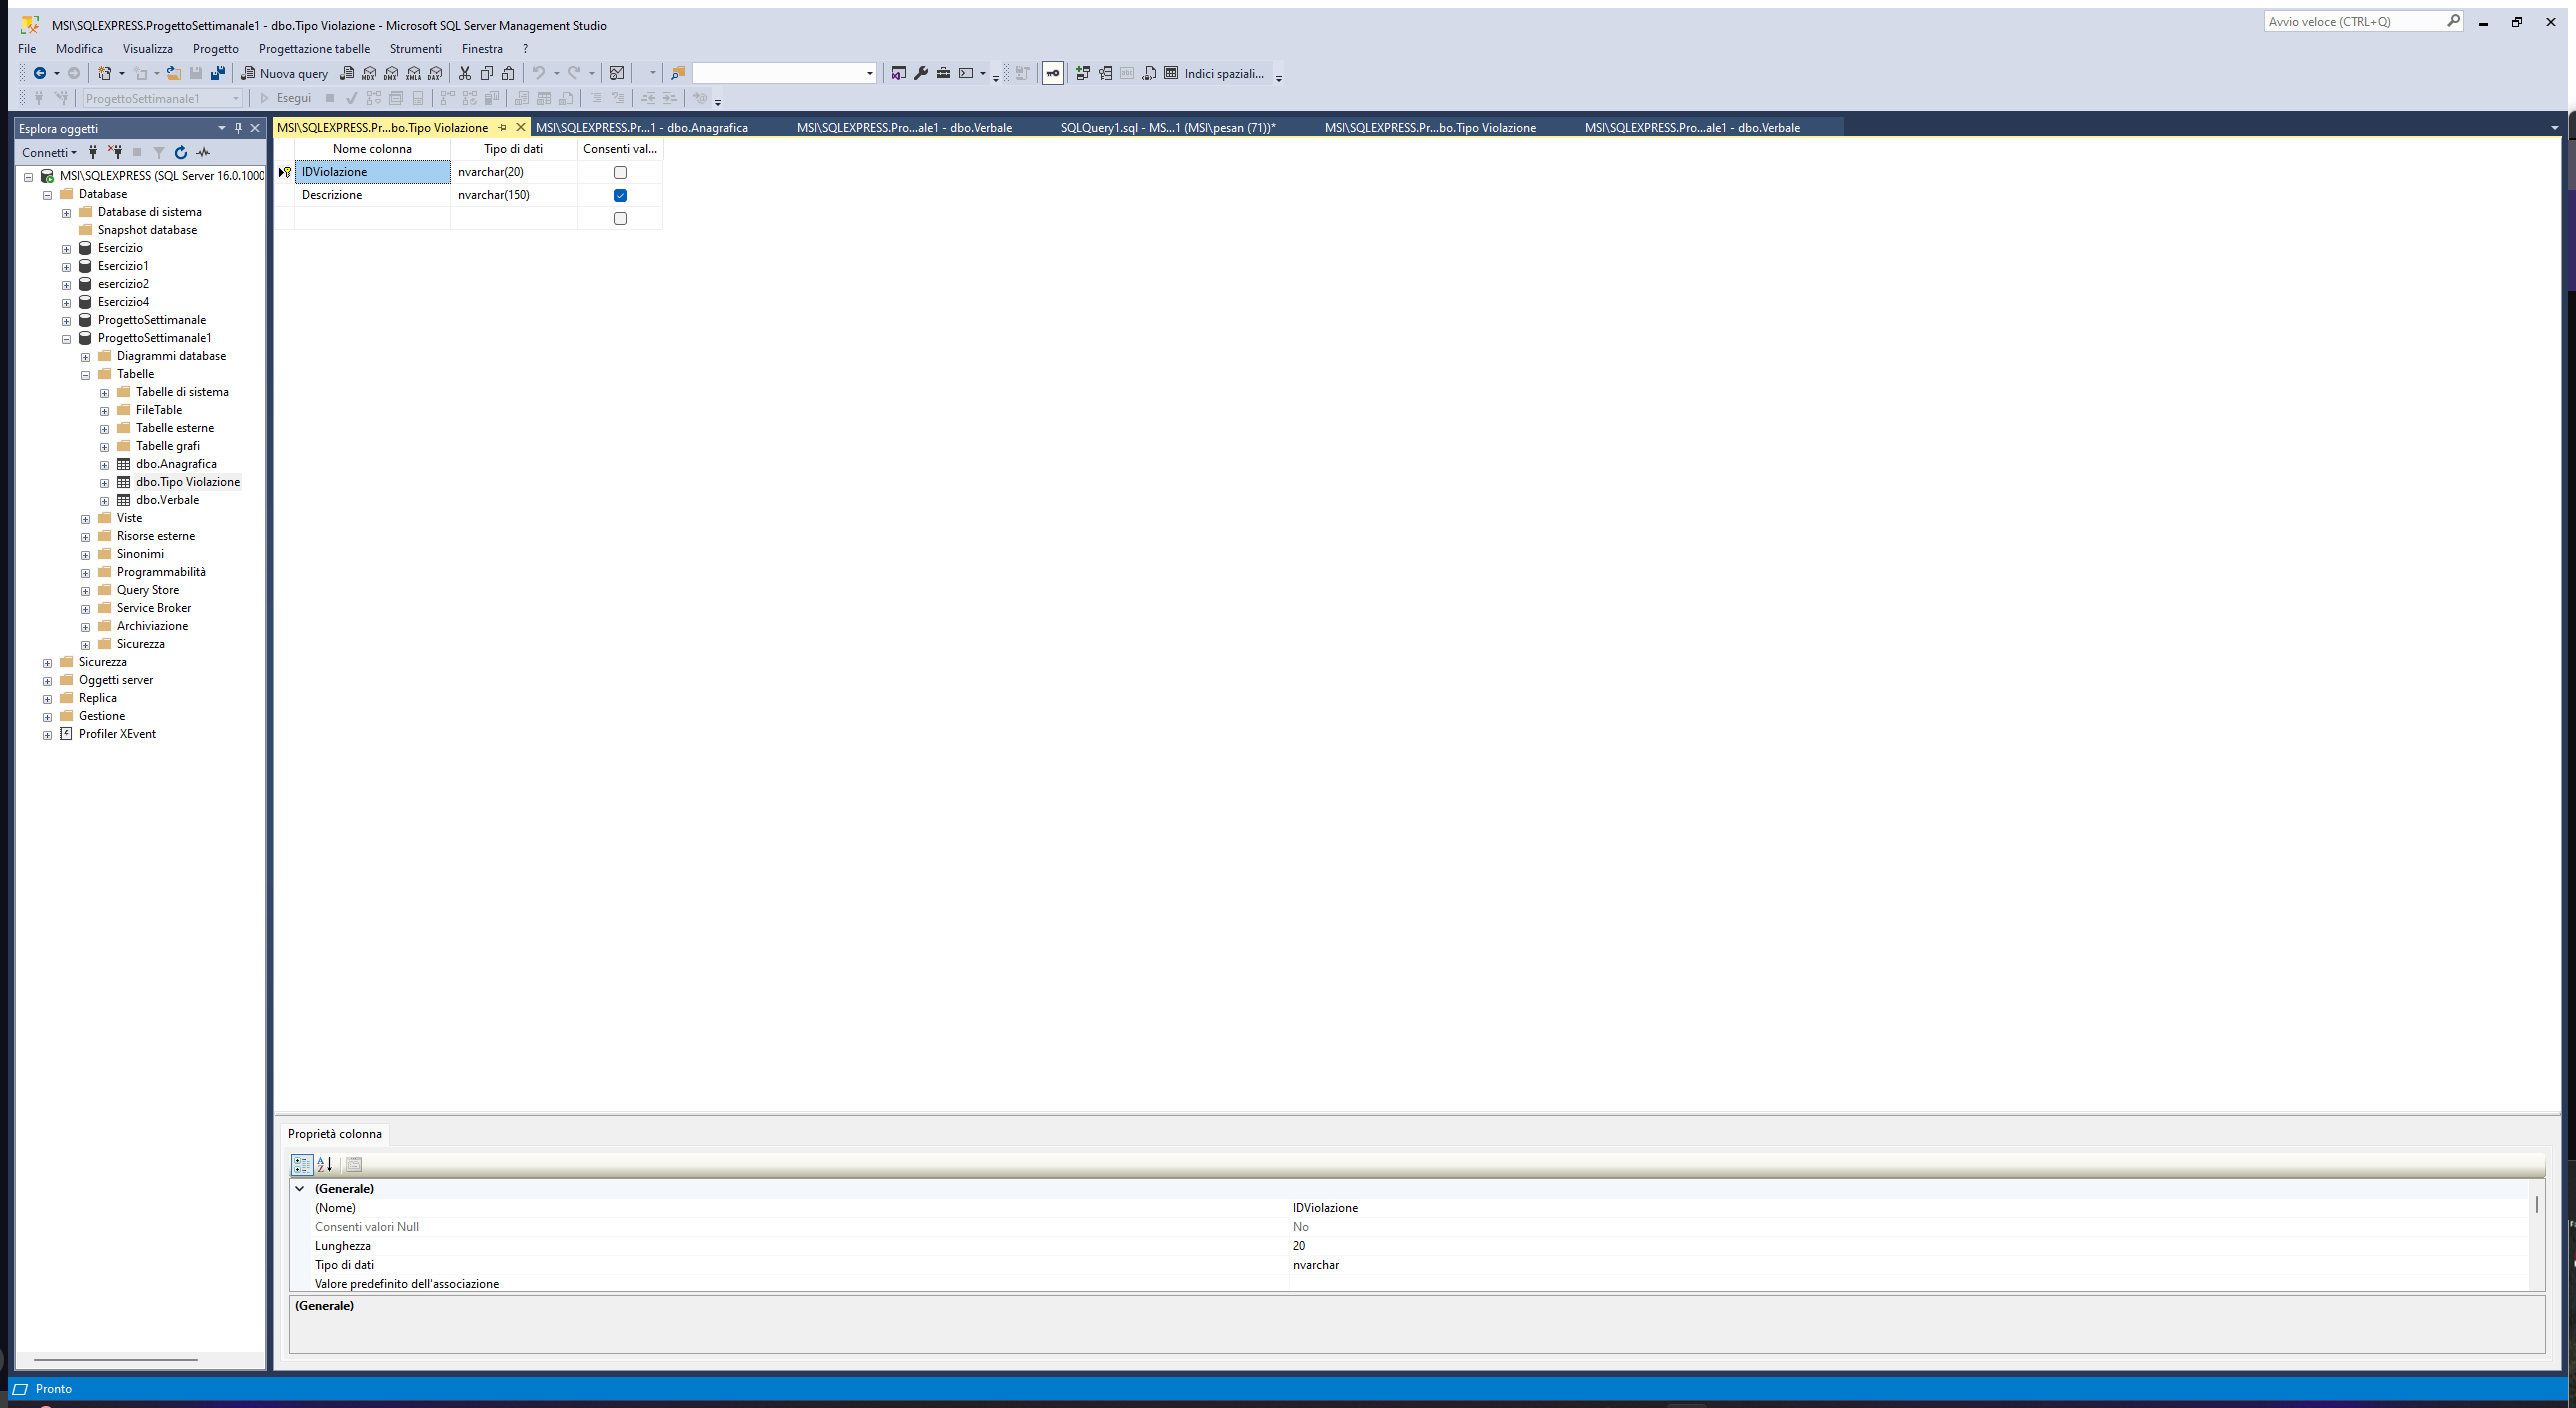 MSI\SQLEXPRESS.ProgettoSettimanale1 - dbo.Tipo Violazione - Microsoft SQL Server Management Studio
Avvio veloce (CTRL+Q)
File Modifica Visualizza Progetto Progettazione tabelle Strumenti Finestra ?
Nuova query MDX DMX XMLA DAX Indici spaziali...
ProgettoSettimanale1 Esegui
Esplora oggetti
MSI\SQLEXPRESS.Pr...bo.Tipo Violazione MSI\SQLEXPRESS.Pr...1 - dbo.Anagrafica MSI\SQLEXPRESS.Pro...ale1 - dbo.Verbale SQLQuery1.sql - MS...1 (MSI\pesan (71))* MSI\SQLEXPRESS.Pr...bo.Tipo Violazione MSI\SQLEXPRESS.Pro...ale1 - dbo.Verbale
Connetti
MSI\SQLEXPRESS (SQL Server 16.0.1000
Database
Database di sistema
Snapshot database
Esercizio
Esercizio1
esercizio2
Esercizio4
ProgettoSettimanale
ProgettoSettimanale1
Diagrammi database
Tabelle
Tabelle di sistema
FileTable
Tabelle esterne
Tabelle grafi
dbo.Anagrafica
dbo.Tipo Violazione
dbo.Verbale
Viste
Risorse esterne
Sinonimi
Programmabilità
Query Store
Service Broker
Archiviazione
Sicurezza
Sicurezza
Oggetti server
Replica
Gestione
Profiler XEvent
Nome colonna Tipo di dati Consenti val...
IDViolazione nvarchar(20)
Descrizione nvarchar(150)
Proprietà colonna
(Generale)
(Nome) IDViolazione
Consenti valori Null No
Lunghezza 20
Tipo di dati nvarchar
Valore predefinito dell'associazione
(Generale)
Pronto